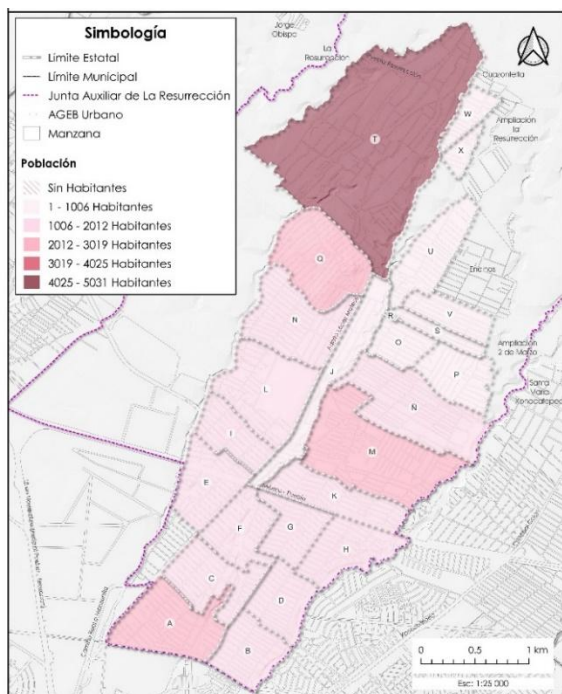 Simbología
Límite Estatal
Límite Municipal
Junta Auxiliar de La Resurrección
AGEB Urbano
Manzana
Población
Sin Habitantes
1 - 1006 Habitantes
1006 - 2012 Habitantes
2012 - 3019 Habitantes
3019 - 4025 Habitantes
4025 - 5031 Habitantes
Jorge
Obispo
La
Resurrección
N
Cuaronteita
W
Ampliación
la
Resurrección
T
X
Q
U
Encinos
N
V
R
S
O
Ampliación
2 de Marzo
J
P
L
Ñ
Santa
María
Xonacatepec
I
M
E
K
F
G
H
C
D
A
B
0
0.5
1 km
Esc: 1:25 000